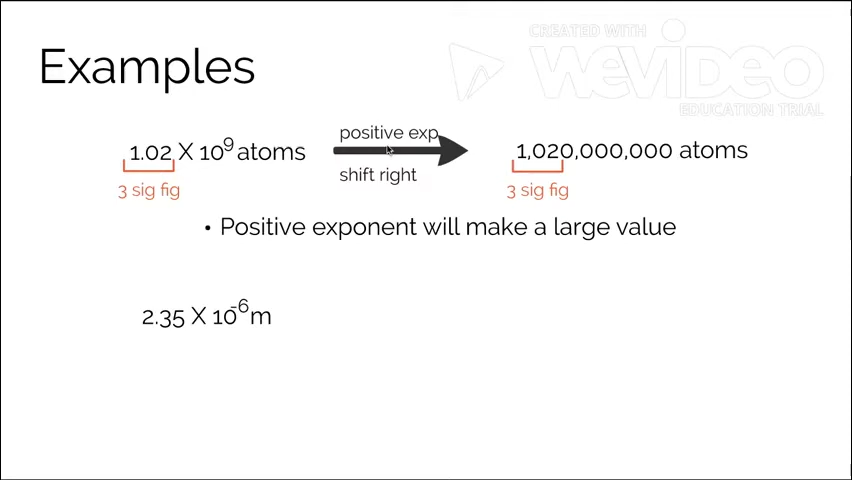 CREATED WITH
WeVideo
EDUCATION TRIAL
Examples
1.02 X 10⁹ atoms
positive exp
shift right
1,020,000,000 atoms
3 sig fig
3 sig fig
• Positive exponent will make a large value
2.35 X 10⁻⁶ m